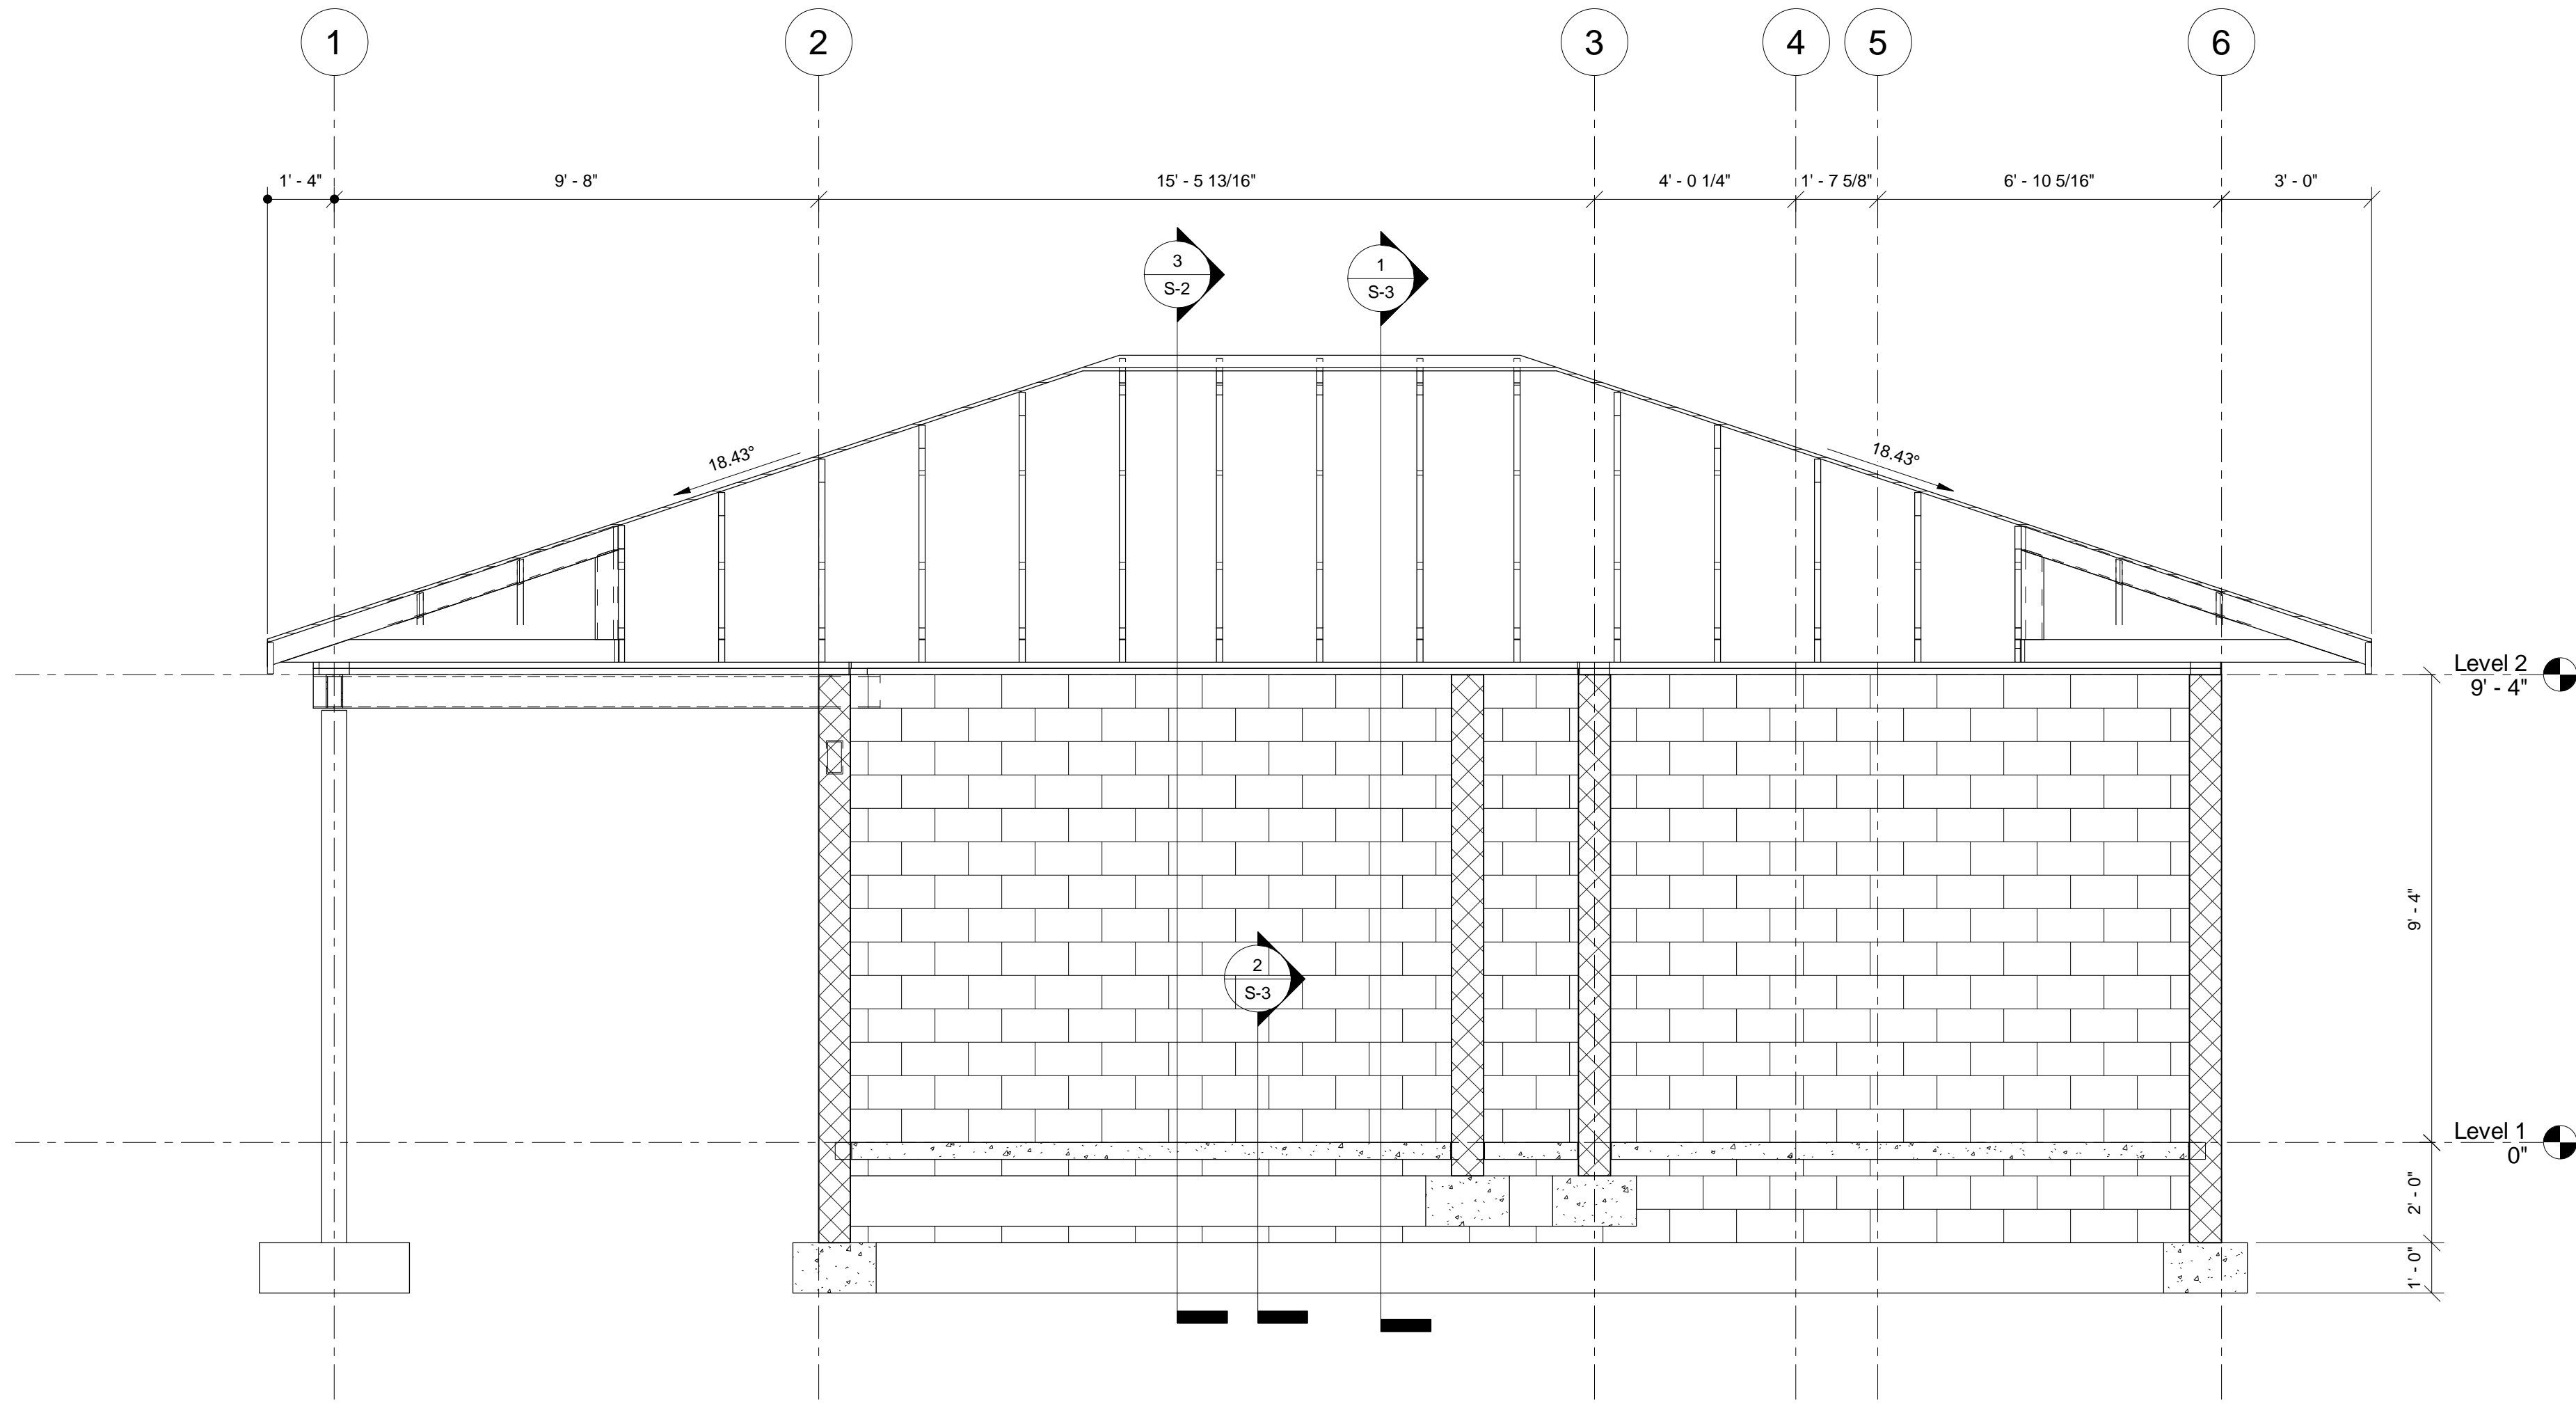 1
2
3
4
5
6
1' - 4"
9' - 8"
15' - 5 13/16"
4' - 0 1/4"
1' - 7 5/8"
6' - 10 5/16"
3' - 0"
3
S-2
1
S-3
18.43°
18.43°
Level 2
9' - 4"
9' - 4"
2
S-3
Level 1
0"
2' - 0"
1' - 0"